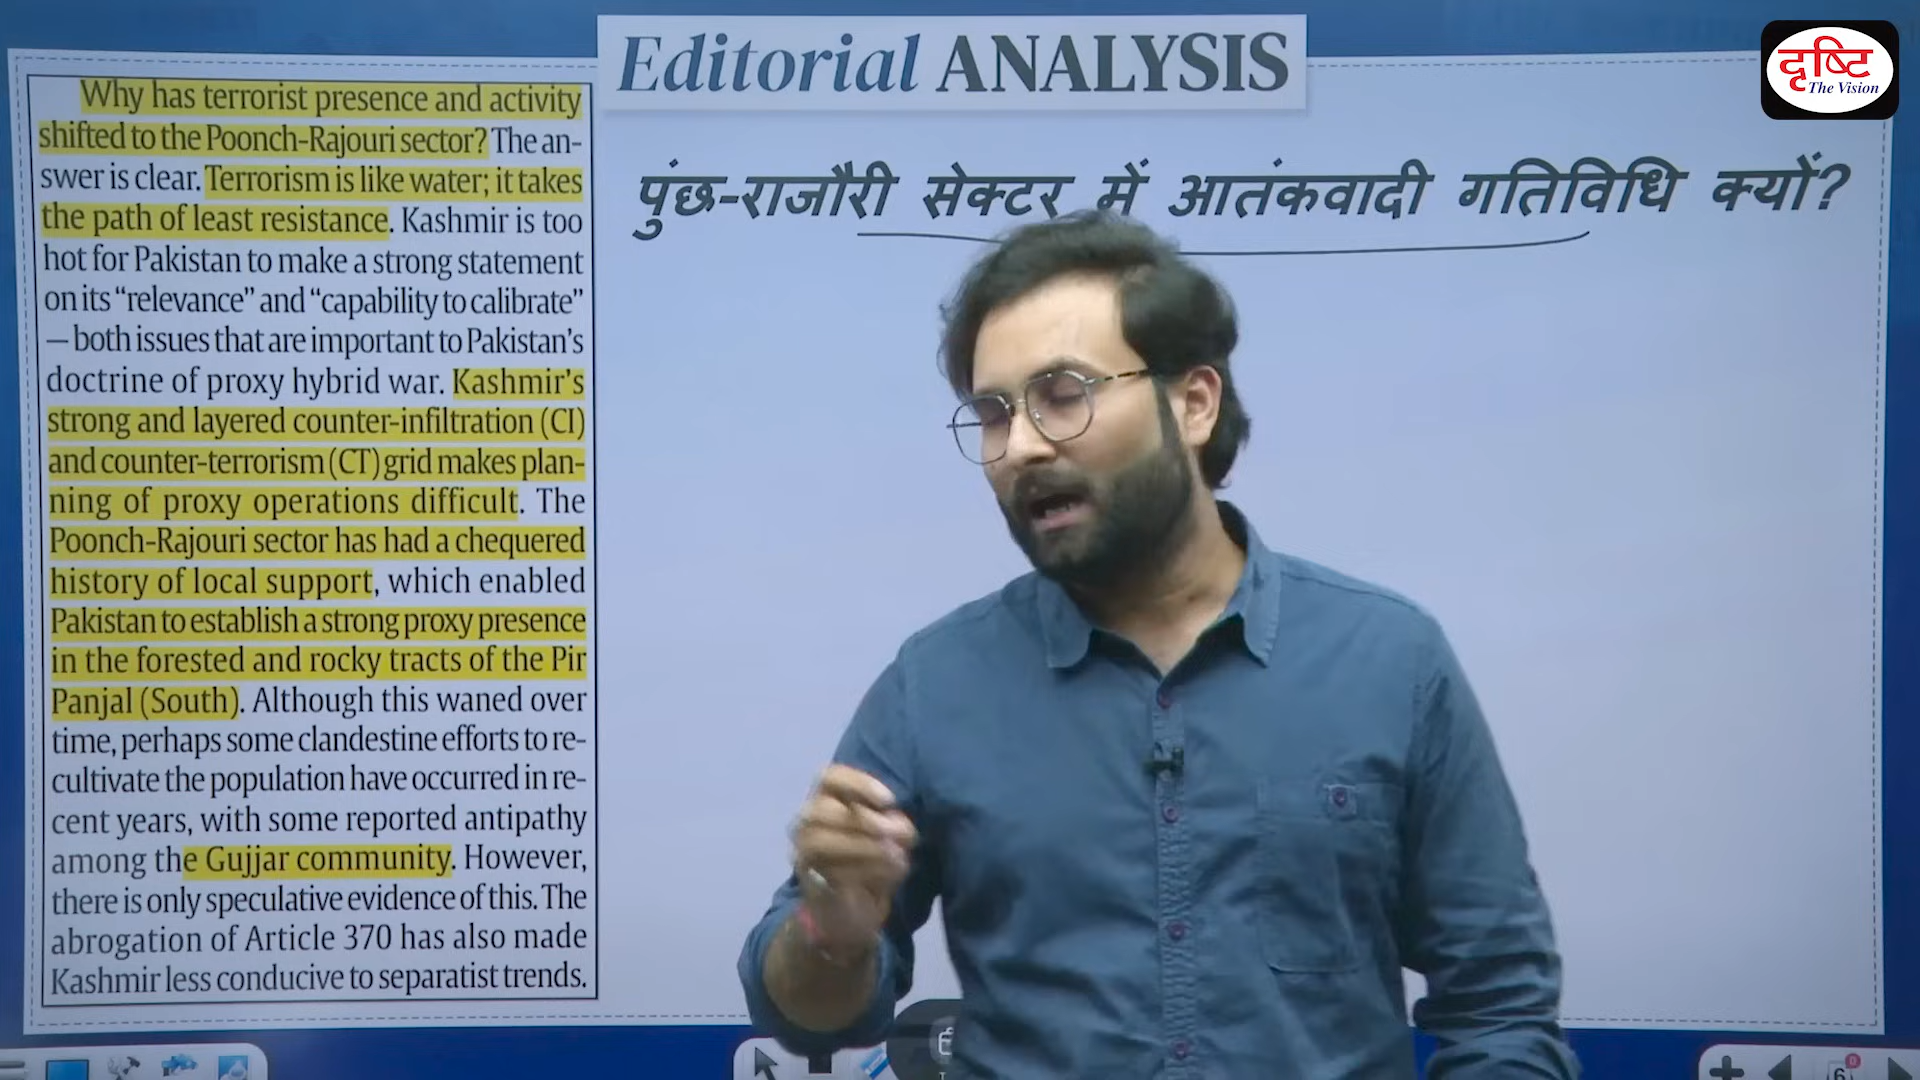 Editorial ANALYSIS
दृष्टि
The Vision
Why has terrorist presence and activity
shifted to the Poonch-Rajouri sector? The an-
swer is clear. Terrorism is like water; it takes
the path of least resistance. Kashmir is too
hot for Pakistan to make a strong statement
on its “relevance” and “capability to calibrate”
— both issues that are important to Pakistan’s
doctrine of proxy hybrid war. Kashmir’s
strong and layered counter-infiltration (CI)
and counter-terrorism (CT) grid makes plan-
ning of proxy operations difficult. The
Poonch-Rajouri sector has had a chequered
history of local support, which enabled
Pakistan to establish a strong proxy presence
in the forested and rocky tracts of the Pir
Panjal (South). Although this waned over
time, perhaps some clandestine efforts to re-
cultivate the population have occurred in re-
cent years, with some reported antipathy
among the Gujjar community. However,
there is only speculative evidence of this. The
abrogation of Article 370 has also made
Kashmir less conducive to separatist trends.
पुंछ-राजौरी सेक्टर में आतंकवादी गतिविधि क्यों?
6
0